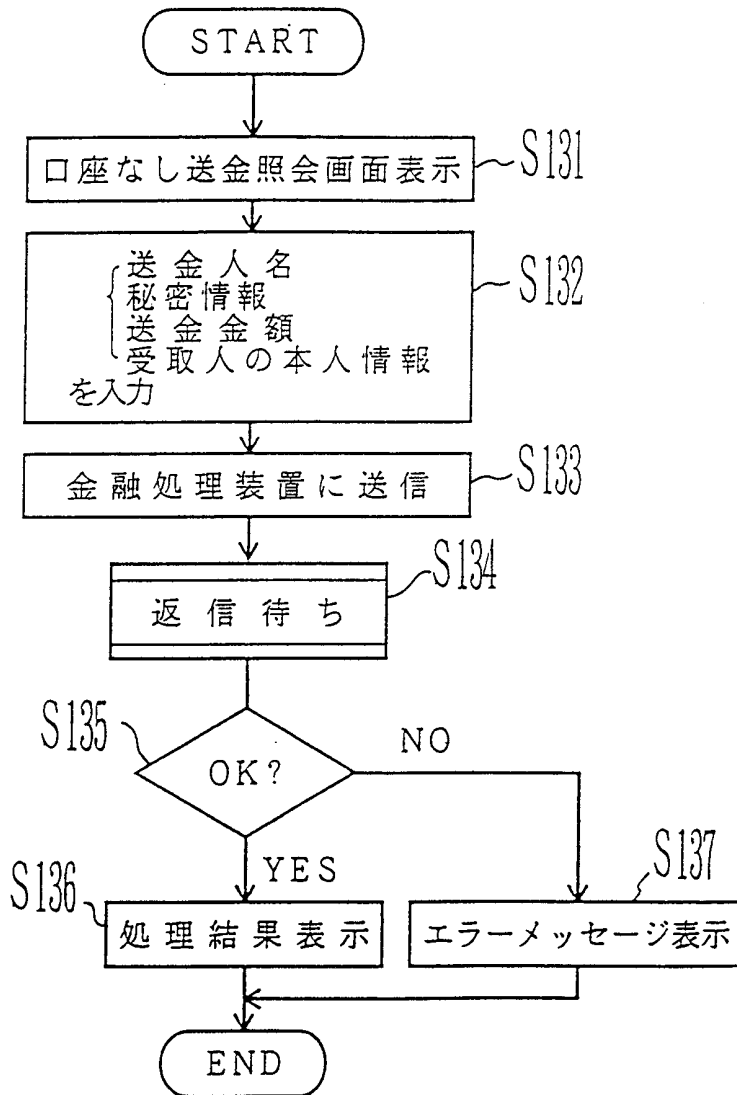 START
口座なし送金照会画面表示
S131
送金人名
秘密情報
送金金額
受取人の本人情報
を入力
S132
金融処理装置に送信
S133
返信待ち
S134
S135
OK?
NO
YES
S136
処理結果表示
S137
エラーメッセージ表示
END